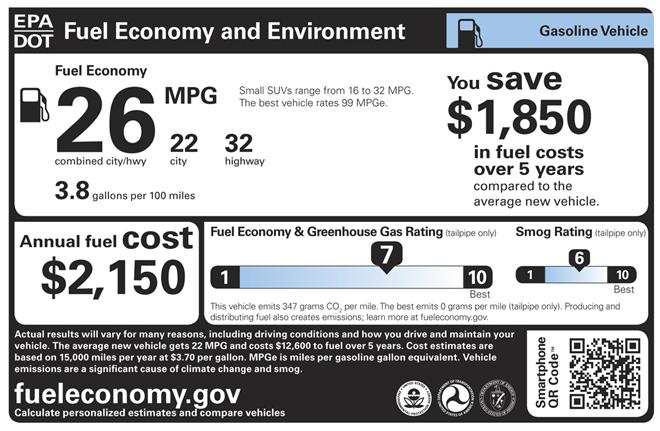 EPA
DOT
Fuel Economy and Environment
Gasoline Vehicle
Fuel Economy
26
MPG
combined city/hwy
22
city
32
highway
3.8 gallons per 100 miles
Small SUVs range from 16 to 32 MPG.
The best vehicle rates 99 MPGe.
You save
$1,850
in fuel costs
over 5 years
compared to the
average new vehicle.
Annual fuel cost
$2,150
Fuel Economy & Greenhouse Gas Rating (tailpipe only)
7
1
10
Best
Smog Rating (tailpipe only)
6
1
10
Best
This vehicle emits 347 grams CO₂ per mile. The best emits 0 grams per mile (tailpipe only). Producing and
distributing fuel also creates emissions; learn more at fueleconomy.gov.
Actual results will vary for many reasons, including driving conditions and how you drive and maintain your
vehicle. The average new vehicle gets 22 MPG and costs $12,600 to fuel over 5 years. Cost estimates are
based on 15,000 miles per year at $3.70 per gallon. MPGe is miles per gasoline gallon equivalent. Vehicle
emissions are a significant cause of climate change and smog.
fueleconomy.gov
Calculate personalized estimates and compare vehicles
Smartphone
QR Code™